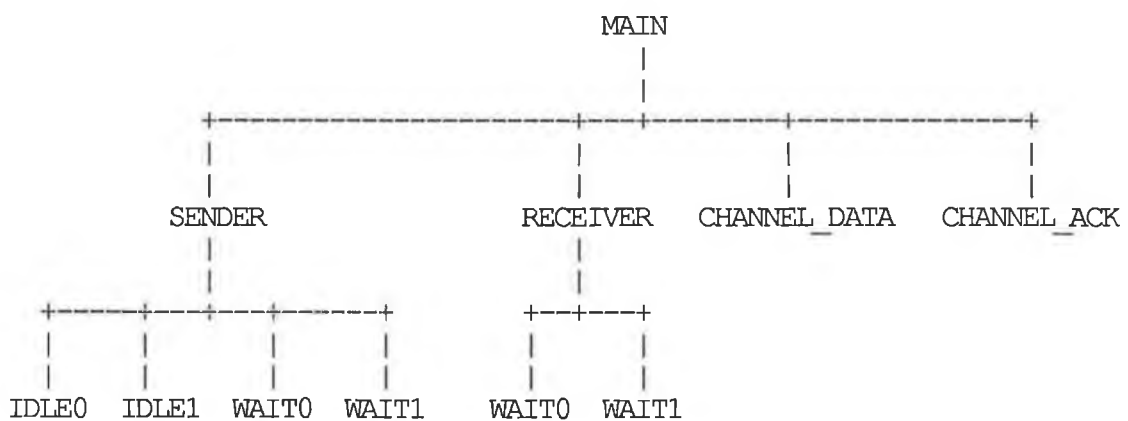 MAIN
SENDER RECEIVER CHANNEL_DATA CHANNEL_ACK
IDLE0 IDLE1 WAIT0 WAIT1 WAIT0 WAIT1